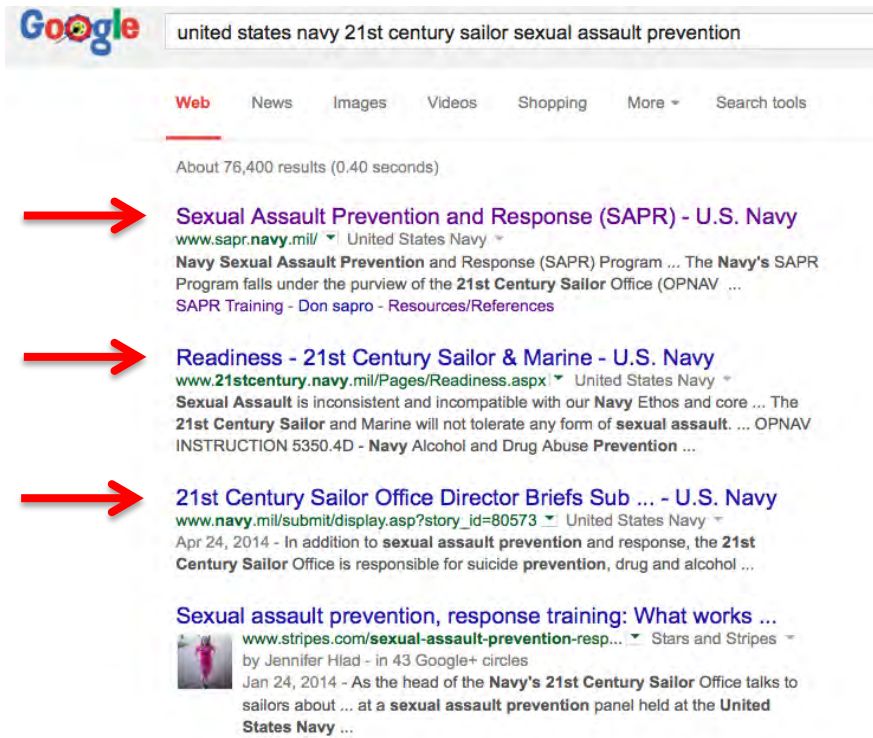 Google
united states navy 21st century sailor sexual assault prevention
Web News Images Videos Shopping More Search tools
About 76,400 results (0.40 seconds)
Sexual Assault Prevention and Response (SAPR) - U.S. Navy
www.sapr.navy.mil/ United States Navy
Navy Sexual Assault Prevention and Response (SAPR) Program ... The Navy's SAPR
Program falls under the purview of the 21st Century Sailor Office (OPNAV ...
SAPR Training - Don sapro - Resources/References
Readiness - 21st Century Sailor & Marine - U.S. Navy
www.21stcentury.navy.mil/Pages/Readiness.aspx United States Navy
Sexual Assault is inconsistent and incompatible with our Navy Ethos and core ... The
21st Century Sailor and Marine will not tolerate any form of sexual assault. ... OPNAV
INSTRUCTION 5350.4D - Navy Alcohol and Drug Abuse Prevention ...
21st Century Sailor Office Director Briefs Sub ... - U.S. Navy
www.navy.mil/submit/display.asp?story_id=80573 United States Navy
Apr 24, 2014 - In addition to sexual assault prevention and response, the 21st
Century Sailor Office is responsible for suicide prevention, drug and alcohol ...
Sexual assault prevention, response training: What works ...
www.stripes.com/sexual-assault-prevention-resp... Stars and Stripes
by Jennifer Hlad - in 43 Google+ circles
Jan 24, 2014 - As the head of the Navy's 21st Century Sailor Office talks to
sailors about ... at a sexual assault prevention panel held at the United
States Navy ...